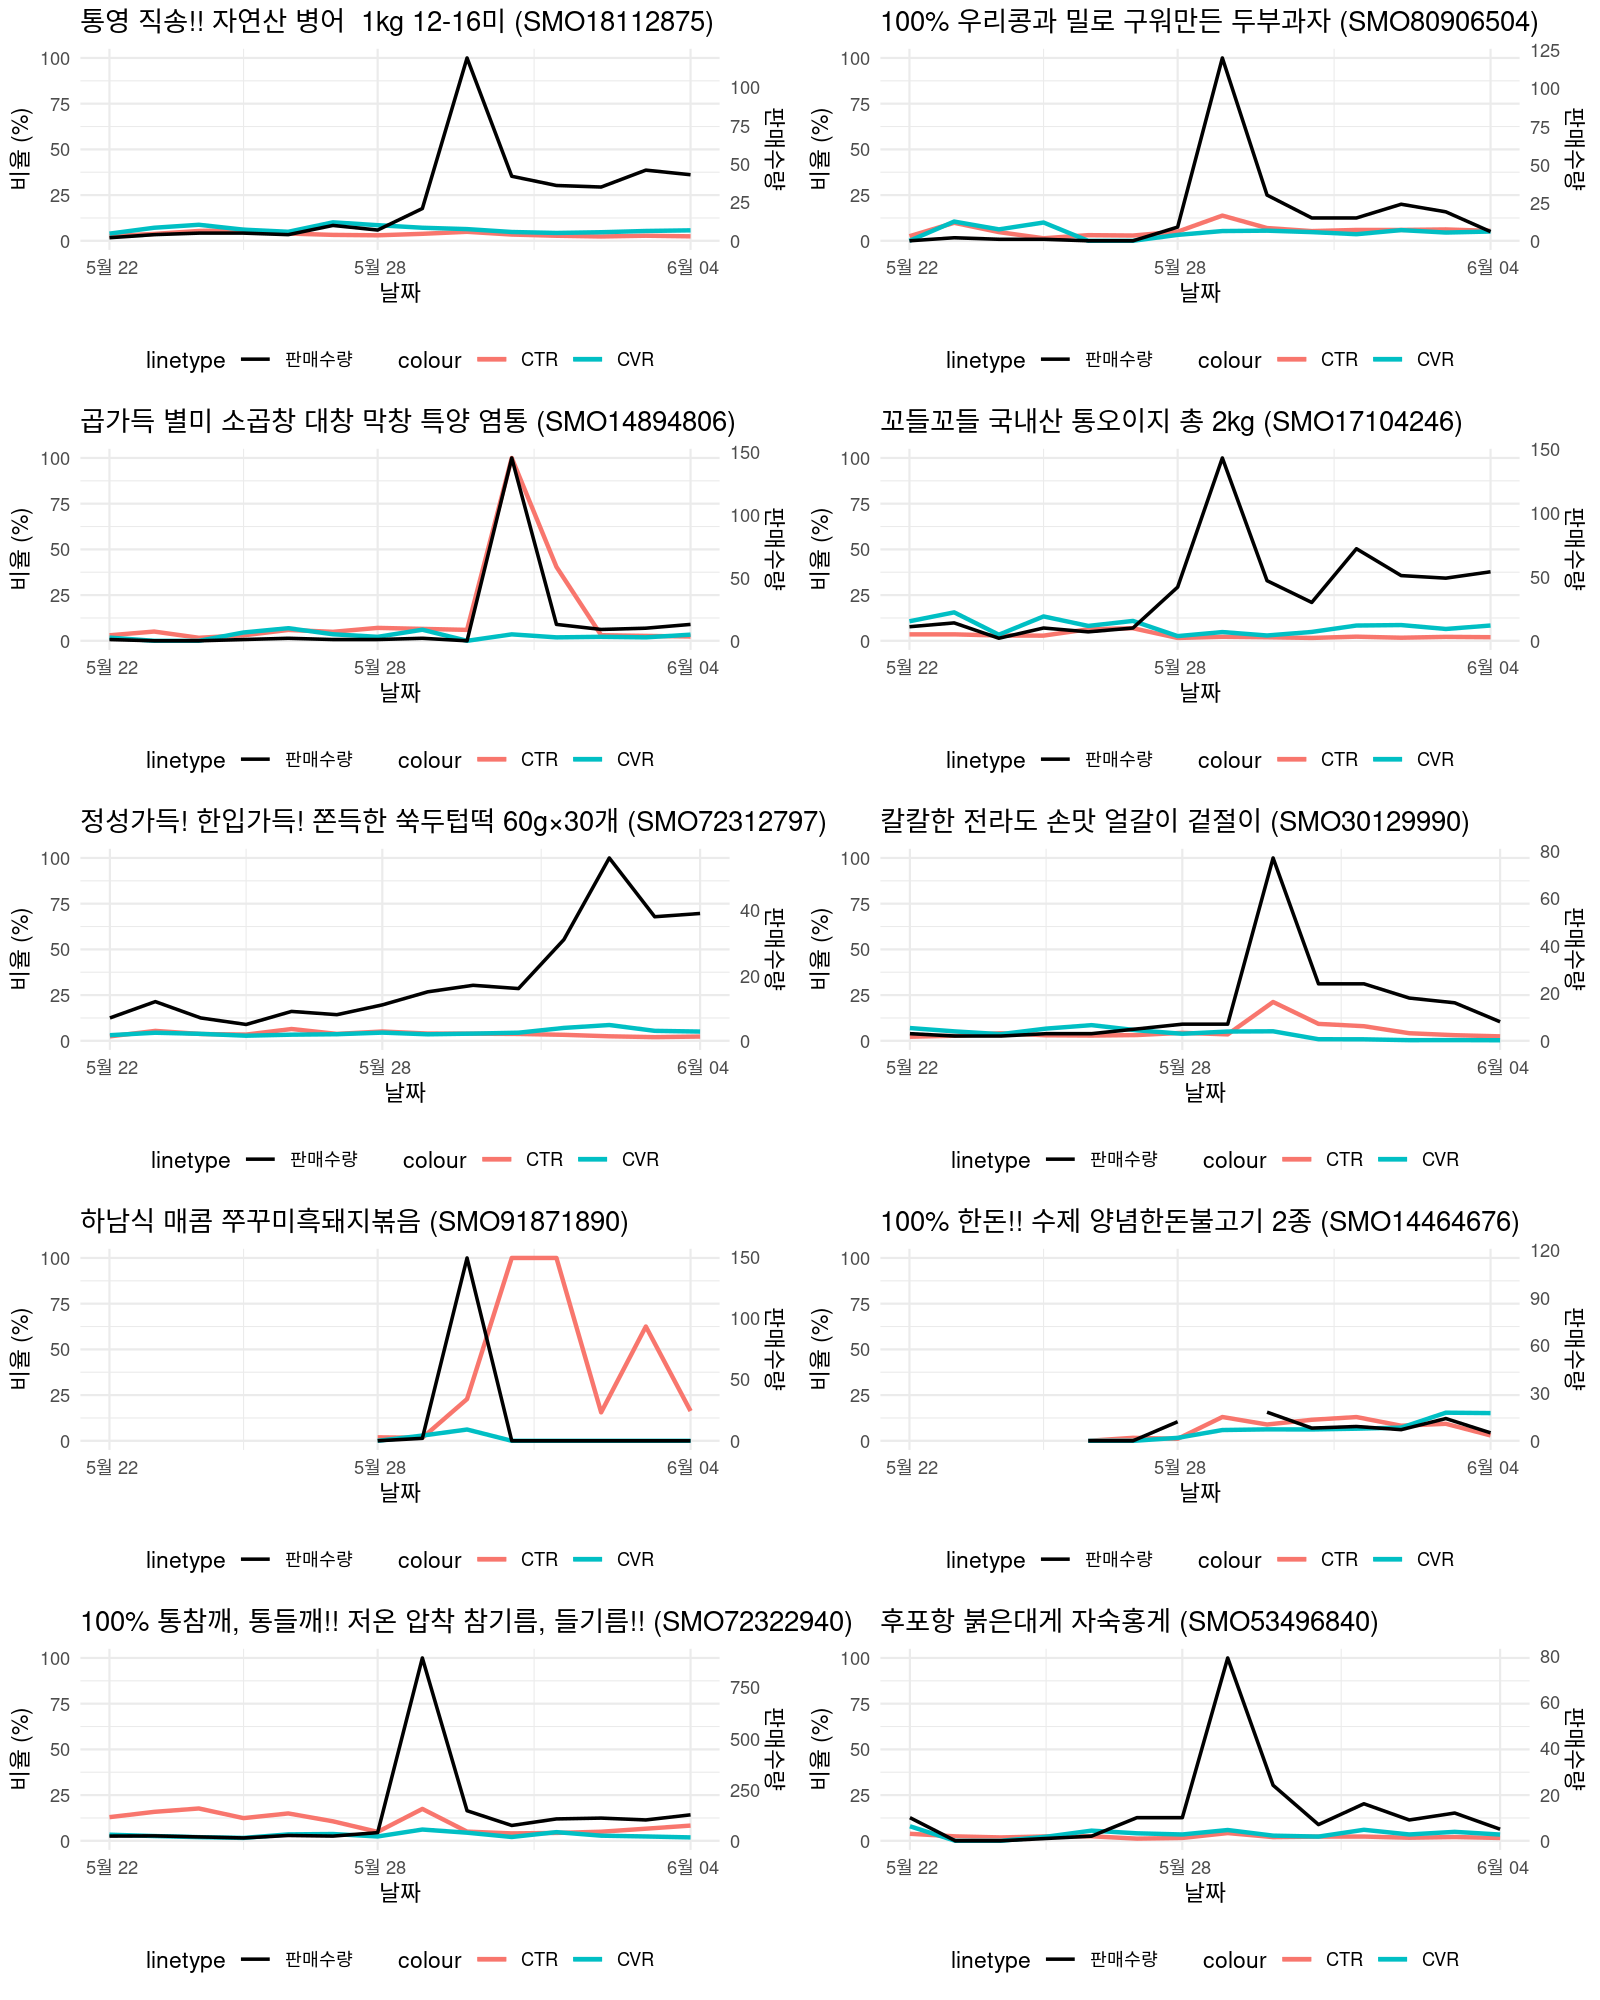 통영 직송!! 자연산 병어  1kg 12-16미 (SMO18112875)
비율 (%)
100
75
50
25
0
100
75
50
25
0
판매수량
5월 22
5월 28
6월 04
날짜
linetype 판매수량 colour CTR CVR
100% 우리콩과 밀로 구워만든 두부과자 (SMO80906504)
비율 (%)
100
75
50
25
0
125
100
75
50
25
0
판매수량
5월 22
5월 28
6월 04
날짜
linetype 판매수량 colour CTR CVR
곱가득 별미 소곱창 대창 막창 특양 염통 (SMO14894806)
비율 (%)
100
75
50
25
0
150
100
50
0
판매수량
5월 22
5월 28
6월 04
날짜
linetype 판매수량 colour CTR CVR
꼬들꼬들 국내산 통오이지 총 2kg (SMO17104246)
비율 (%)
100
75
50
25
0
150
100
50
0
판매수량
5월 22
5월 28
6월 04
날짜
linetype 판매수량 colour CTR CVR
정성가득! 한입가득! 쫀득한 쑥두텁떡 60g×30개 (SMO72312797)
비율 (%)
100
75
50
25
0
40
20
0
판매수량
5월 22
5월 28
6월 04
날짜
linetype 판매수량 colour CTR CVR
칼칼한 전라도 손맛 얼갈이 겉절이 (SMO30129990)
비율 (%)
100
75
50
25
0
80
60
40
20
0
판매수량
5월 22
5월 28
6월 04
날짜
linetype 판매수량 colour CTR CVR
하남식 매콤 쭈꾸미흑돼지볶음 (SMO91871890)
비율 (%)
100
75
50
25
0
150
100
50
0
판매수량
5월 22
5월 28
6월 04
날짜
linetype 판매수량 colour CTR CVR
100% 한돈!! 수제 양념한돈불고기 2종 (SMO14464676)
비율 (%)
100
75
50
25
0
120
90
60
30
0
판매수량
5월 22
5월 28
6월 04
날짜
linetype 판매수량 colour CTR CVR
100% 통참깨, 통들깨!! 저온 압착 참기름, 들기름!! (SMO72322940)
비율 (%)
100
75
50
25
0
750
500
250
0
판매수량
5월 22
5월 28
6월 04
날짜
linetype 판매수량 colour CTR CVR
후포항 붉은대게 자숙홍게 (SMO53496840)
비율 (%)
100
75
50
25
0
80
60
40
20
0
판매수량
5월 22
5월 28
6월 04
날짜
linetype 판매수량 colour CTR CVR